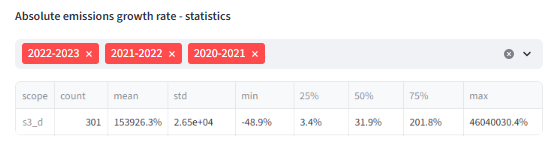 Absolute emissions growth rate - statistics
2022-2023 × 2021-2022 × 2020-2021 ×
scope count mean std min 25% 50% 75% max
s3_d 301 153926.3% 2.65e+04 -48.9% 3.4% 31.9% 201.8% 46040030.4%